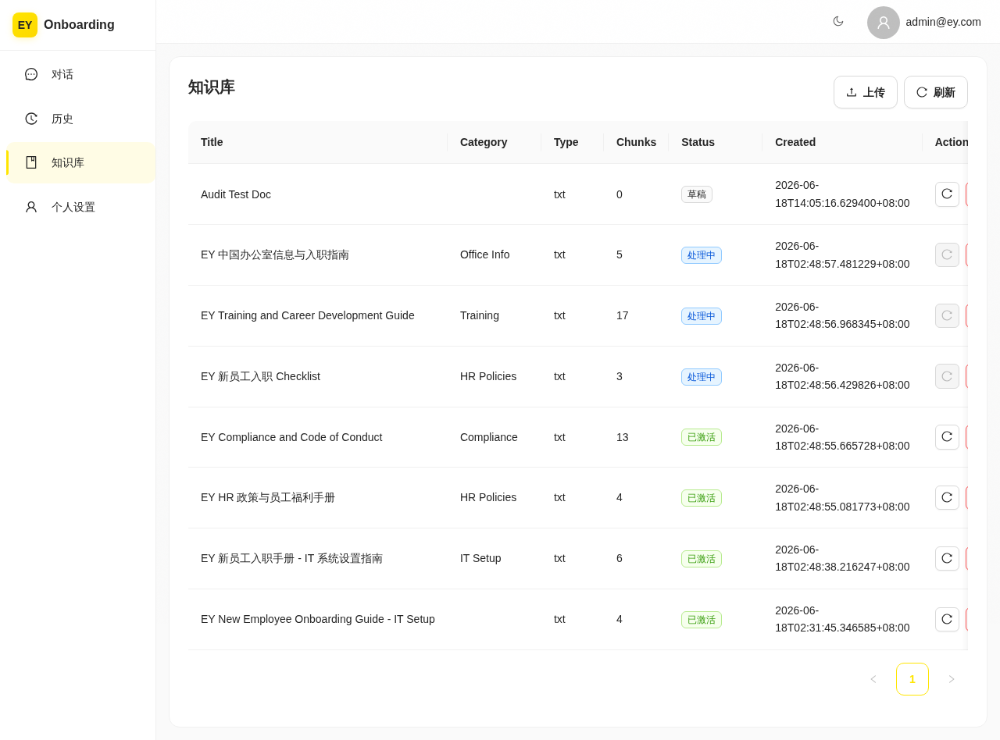 EY Onboarding
admin@ey.com
对话
历史
知识库
个人设置
知识库
上传 刷新
Title Category Type Chunks Status Created Action
Audit Test Doc txt 0 草稿 2026-06-
18T14:05:16.629400+08:00
EY 中国办公室信息与入职指南 Office Info txt 5 处理中 2026-06-
18T02:48:57.481229+08:00
EY Training and Career Development Guide Training txt 17 处理中 2026-06-
18T02:48:56.968345+08:00
EY 新员工入职 Checklist HR Policies txt 3 处理中 2026-06-
18T02:48:56.429826+08:00
EY Compliance and Code of Conduct Compliance txt 13 已激活 2026-06-
18T02:48:55.665728+08:00
EY HR 政策与员工福利手册 HR Policies txt 4 已激活 2026-06-
18T02:48:55.081773+08:00
EY 新员工入职手册 - IT 系统设置指南 IT Setup txt 6 已激活 2026-06-
18T02:48:38.216247+08:00
EY New Employee Onboarding Guide - IT Setup txt 4 已激活 2026-06-
18T02:31:45.346585+08:00
1